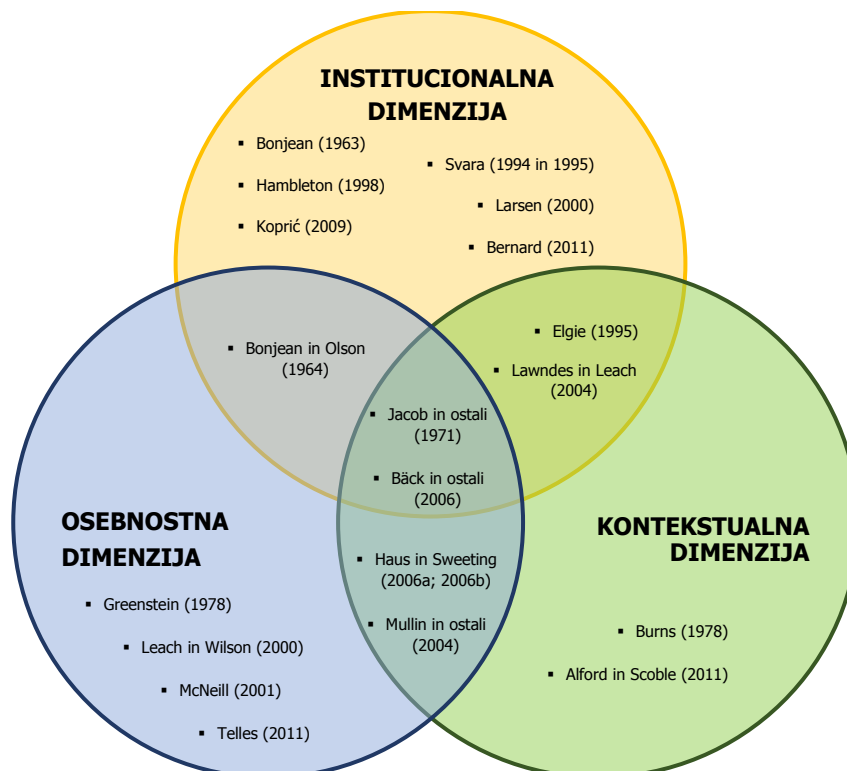 INSTITUCIONALNA
DIMENZIJA
▪ Bonjean (1963)
▪ Hambleton (1998)
▪ Koprić (2009)
▪ Svara (1994 in 1995)
▪ Larsen (2000)
▪ Bernard (2011)
▪ Bonjean in Olson
(1964)
▪ Elgie (1995)
▪ Lawndes in Leach
(2004)
▪ Jacob in ostali
(1971)
▪ Bäck in ostali
(2006)
OSEBNOSTNA
DIMENZIJA
▪ Greenstein (1978)
▪ Leach in Wilson (2000)
▪ McNeill (2001)
▪ Telles (2011)
▪ Haus in Sweeting
(2006a; 2006b)
▪ Mullin in ostali
(2004)
KONTEKSTUALNA
DIMENZIJA
▪ Burns (1978)
▪ Alford in Scoble (2011)